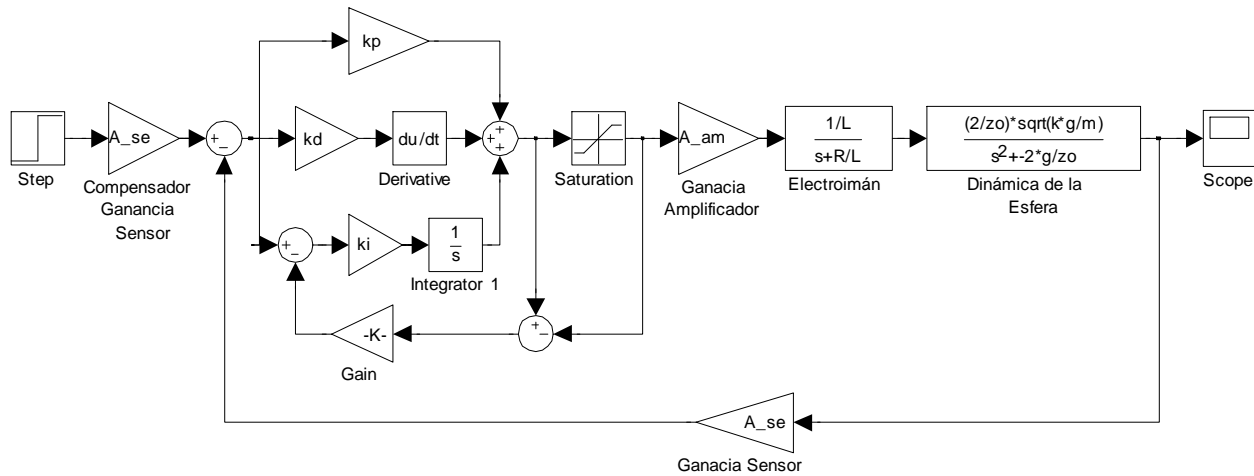 kp
A_se
+
−
kd
du/dt
+
+
+
A_am
1/L
s+R/L
(2/zo)*sqrt(k*g/m)
s^2+-2*g/zo
Step
Compensador
Ganancia
Sensor
Derivative
Saturation
Ganacia
Amplificador
Electroimán
Dinámica de la
Esfera
Scope
+
−
ki
1
s
Integrator 1
+
−
-K-
Gain
A_se
Ganacia Sensor